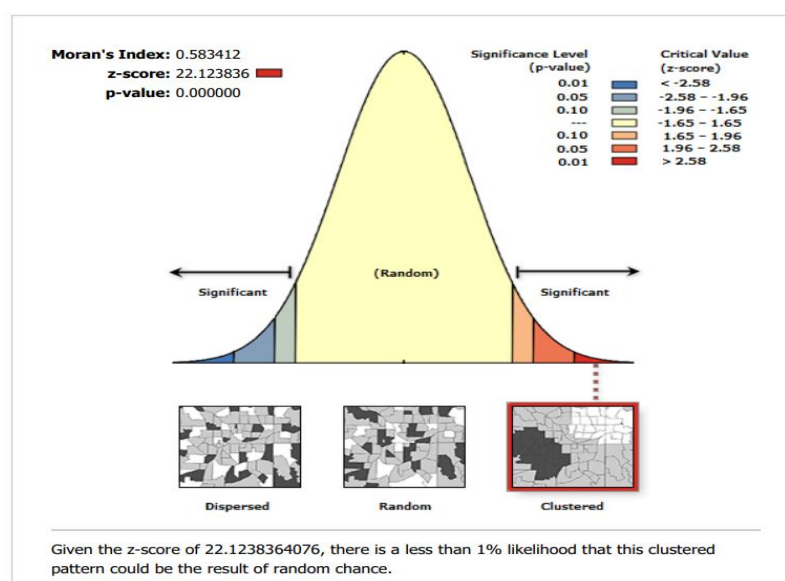 Moran's Index: 0.583412
z-score: 22.123836
p-value: 0.000000
Significance Level
(p-value)
Critical Value
(z-score)
0.01 < -2.58
0.05 -2.58 – -1.96
0.10 -1.96 – -1.65
--- -1.65 – 1.65
0.10 1.65 – 1.96
0.05 1.96 – 2.58
0.01 > 2.58
Significant
(Random)
Significant
Dispersed
Random
Clustered
Given the z-score of 22.1238364076, there is a less than 1% likelihood that this clustered
pattern could be the result of random chance.